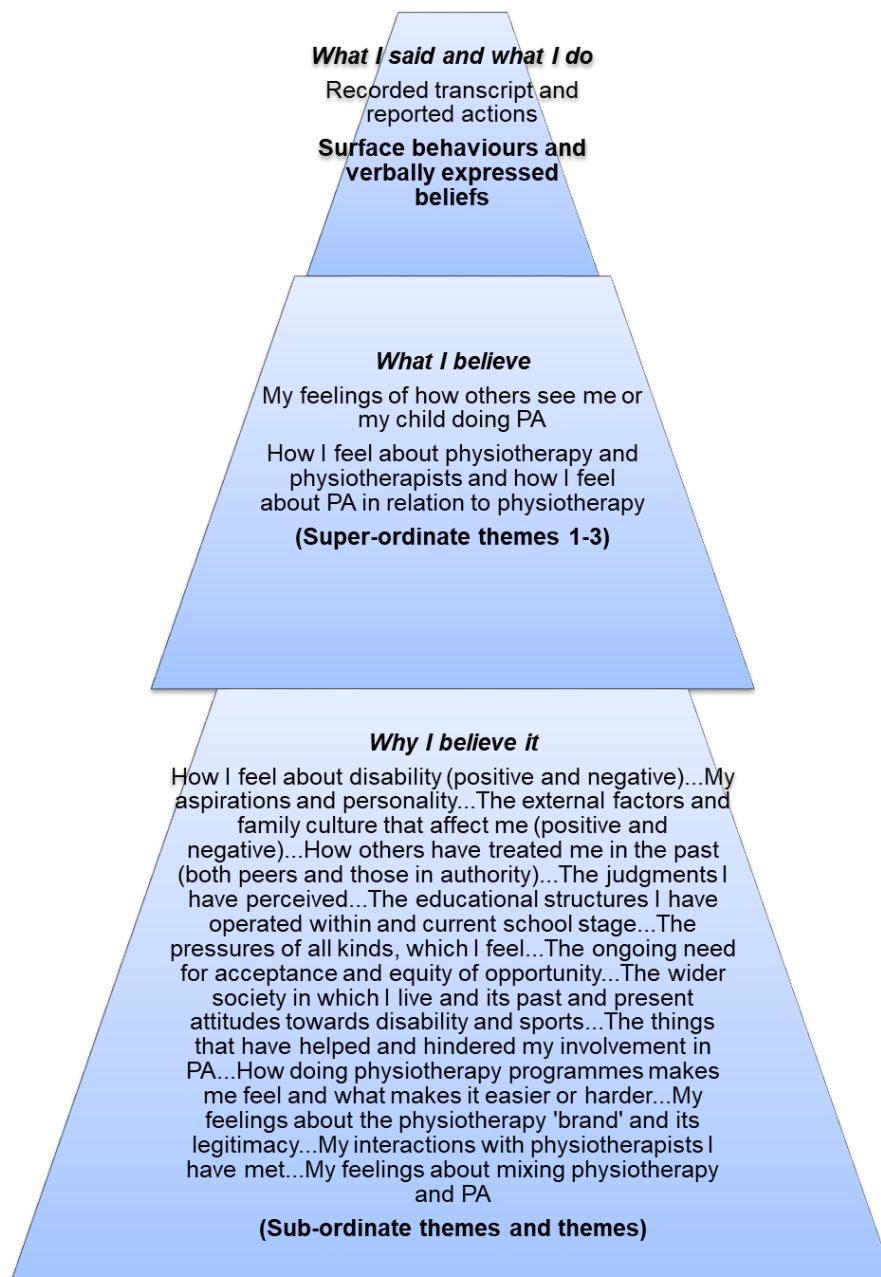 What I said and what I do
Recorded transcript and
reported actions
Surface behaviours and
verbally expressed
beliefs
What I believe
My feelings of how others see me or
my child doing PA
How I feel about physiotherapy and
physiotherapists and how I feel
about PA in relation to physiotherapy
(Super-ordinate themes 1-3)
Why I believe it
How I feel about disability (positive and negative)...My
aspirations and personality...The external factors and
family culture that affect me (positive and
negative)...How others have treated me in the past
(both peers and those in authority)...The judgments I
have perceived...The educational structures I have
operated within and current school stage...The
pressures of all kinds, which I feel...The ongoing need
for acceptance and equity of opportunity...The wider
society in which I live and its past and present
attitudes towards disability and sports...The things
that have helped and hindered my involvement in
PA...How doing physiotherapy programmes makes
me feel and what makes it easier or harder...My
feelings about the physiotherapy 'brand' and its
legitimacy...My interactions with physiotherapists I
have met...My feelings about mixing physiotherapy
and PA
(Sub-ordinate themes and themes)